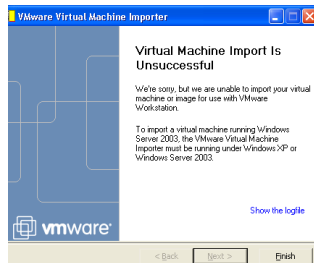 VMware Virtual Machine Importer
Virtual Machine Import Is
Unsuccessful
We're sorry, but we are unable to import your virtual
machine or image for use with VMware
Workstation.
To import a virtual machine running Windows
Server 2003, the VMware Virtual Machine
Importer must be running under Windows XP or
Windows Server 2003.
Show the logfile
vmware
< Back Next > Finish